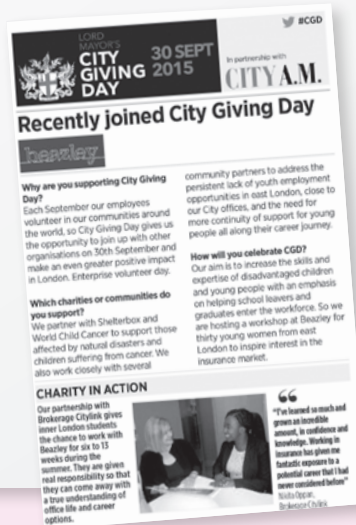 LORD
MAYOR'S
CITY
GIVING
DAY
30 SEPT
2015
#CGD
In partnership with
CITY A.M.
Recently joined City Giving Day
beazley
Why are you supporting City Giving
Day?
Each September our employees
volunteer in our communities around
the world, so City Giving Day gives us
the opportunity to join up with other
organisations on 30th September and
make an even greater positive impact
in London. Enterprise volunteer day.
Which charities or communities do
you support?
We partner with Shelterbox and
World Child Cancer to support those
affected by natural disasters and
children suffering from cancer. We
also work closely with several
community partners to address the
persistent lack of youth employment
opportunities in east London, close to
our City offices, and the need for
more continuity of support for young
people all along their career journey.
How will you celebrate CGD?
Our aim is to increase the skills and
expertise of disadvantaged children
and young people with an emphasis
on helping school leavers and
graduates enter the workforce. So we
are hosting a workshop at Beazley for
thirty young women from east
London to inspire interest in the
insurance market.
CHARITY IN ACTION
Our partnership with
Brokerage Citylink gives
inner London students
the chance to work with
Beazley for six to 13
weeks during the
summer. They are given
real responsibility so that
they can come away with
a true understanding of
office life and career
options.
"I've learned so much and
grown an incredible
amount, in confidence and
knowledge. Working in
insurance has given me
fantastic exposure to a
potential career that I had
never considered before"
Brokerage Citylink